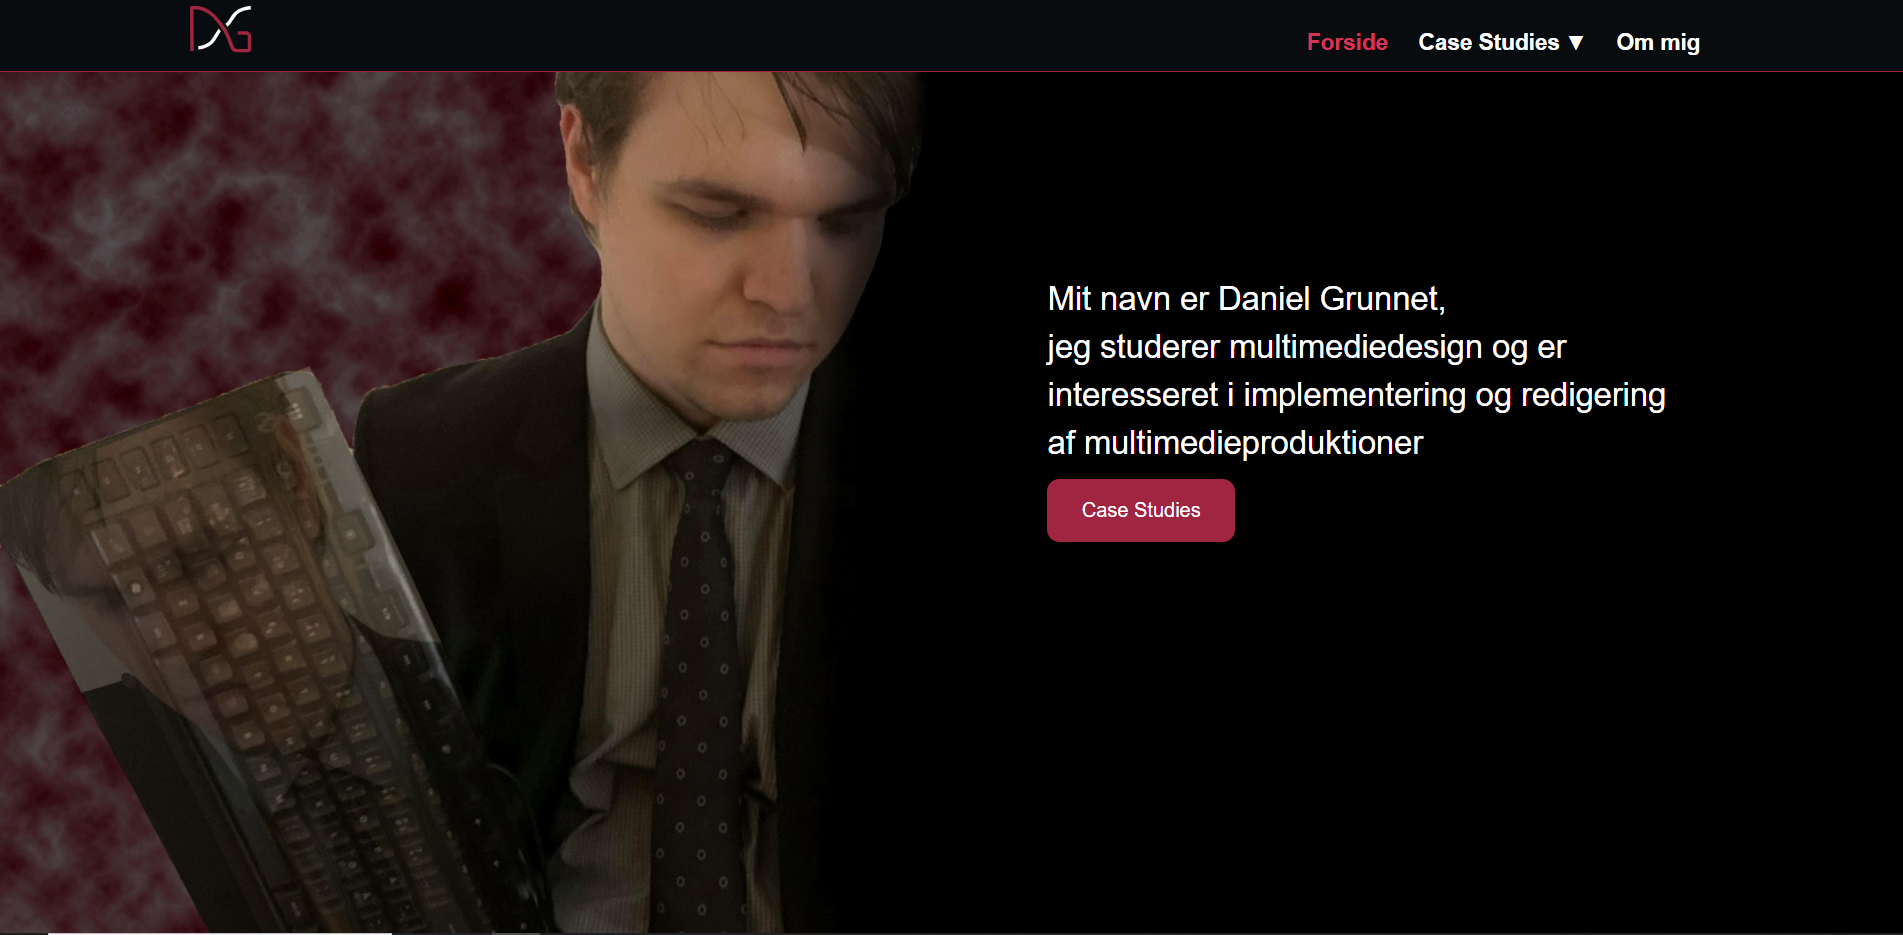 DG
Forside
Case Studies ▼
Om mig
Mit navn er Daniel Grunnet,
jeg studerer multimediedesign og er
interesseret i implementering og redigering
af multimedieproduktioner
Case Studies